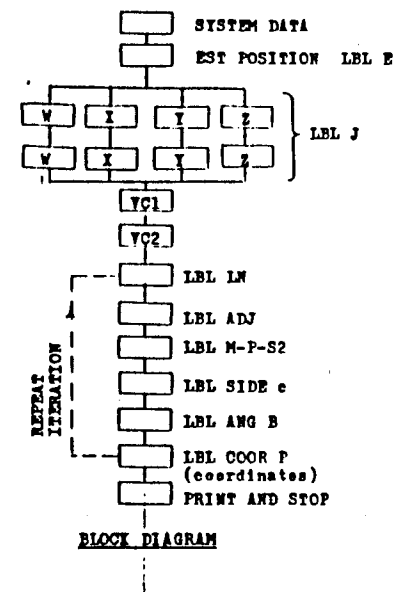 SYSTEM DATA
EST POSITION LBL E
W X Y Z
LBL J
W X Y Z
VC1
VC2
LBL LN
LBL ADJ
LBL M-P-S2
LBL SIDE e
LBL ANG B
LBL COOR P
(coordinates)
PRINT AND STOP
REPEAT
ITERATION
BLOCK DIAGRAM